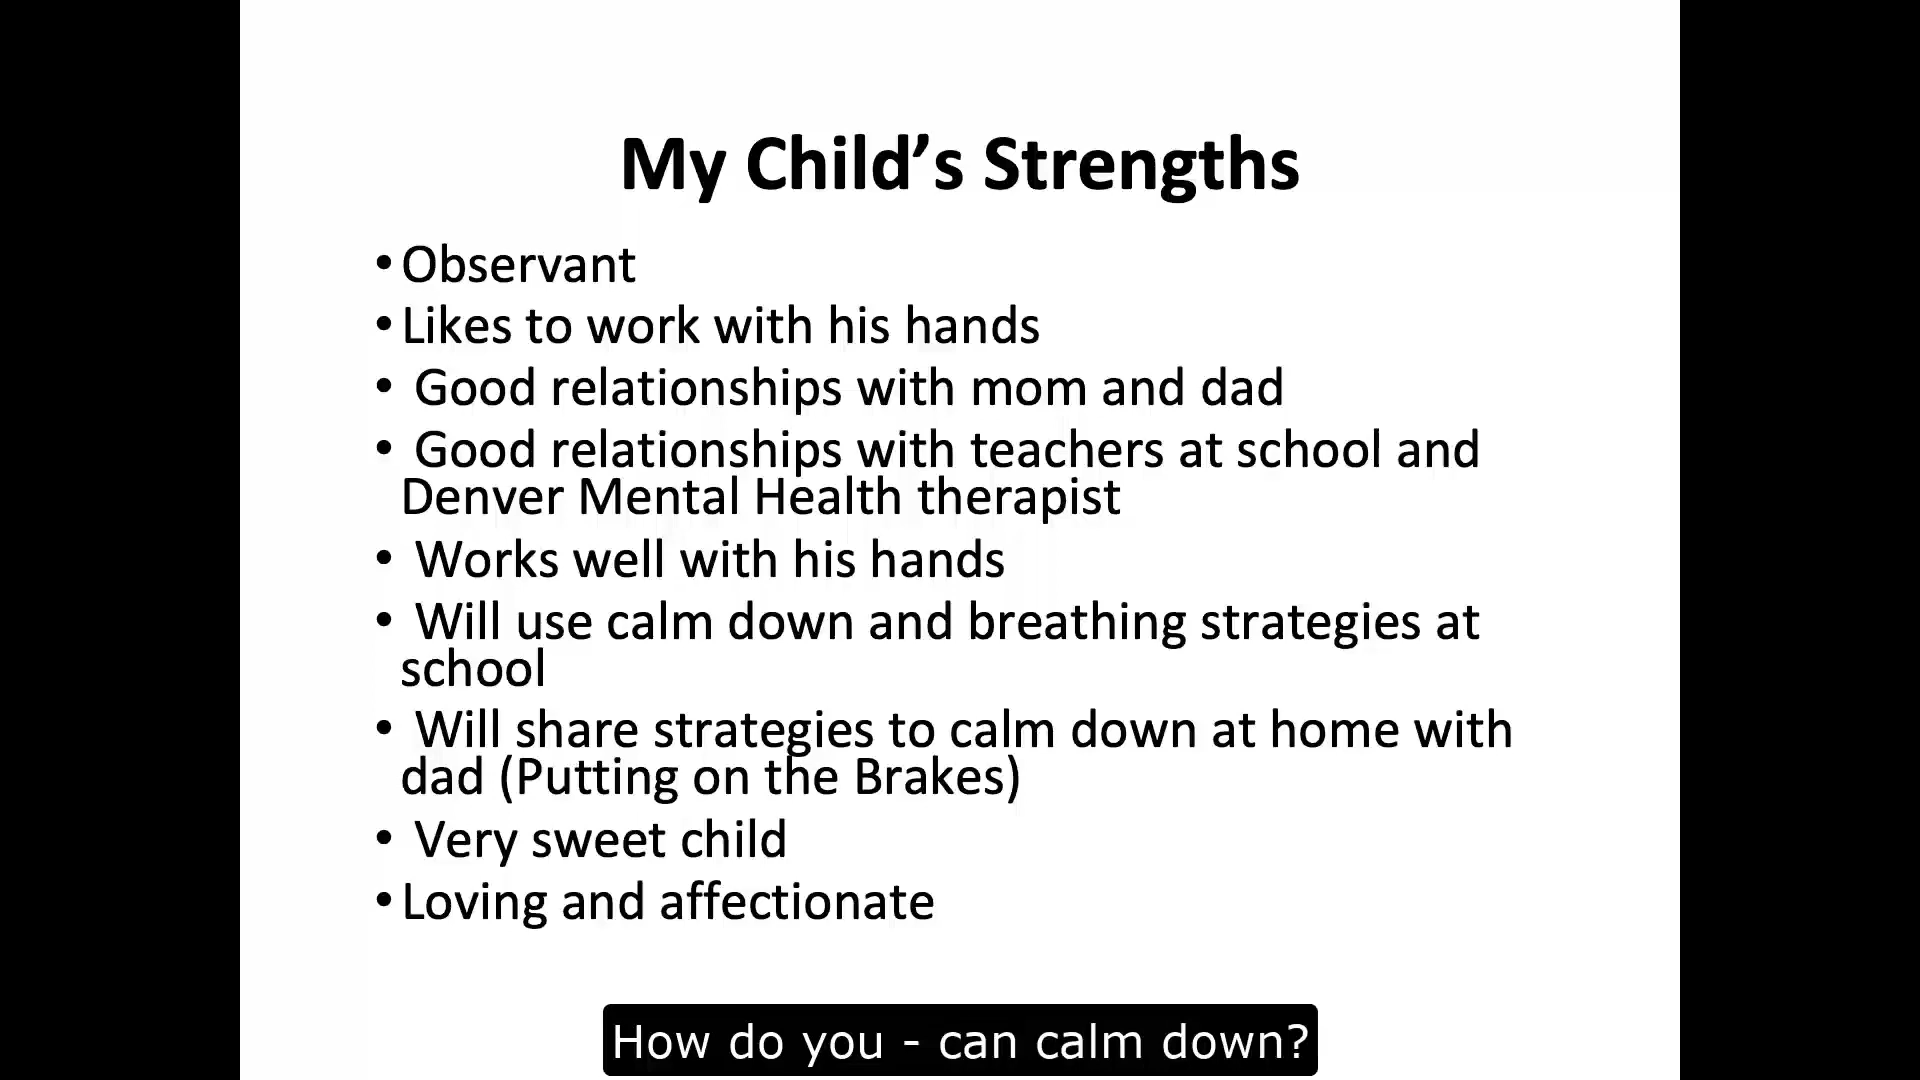 My Child’s Strengths
• Observant
• Likes to work with his hands
• Good relationships with mom and dad
• Good relationships with teachers at school and
Denver Mental Health therapist
• Works well with his hands
• Will use calm down and breathing strategies at
school
• Will share strategies to calm down at home with
dad (Putting on the Brakes)
• Very sweet child
• Loving and affectionate
How do you - can calm down?